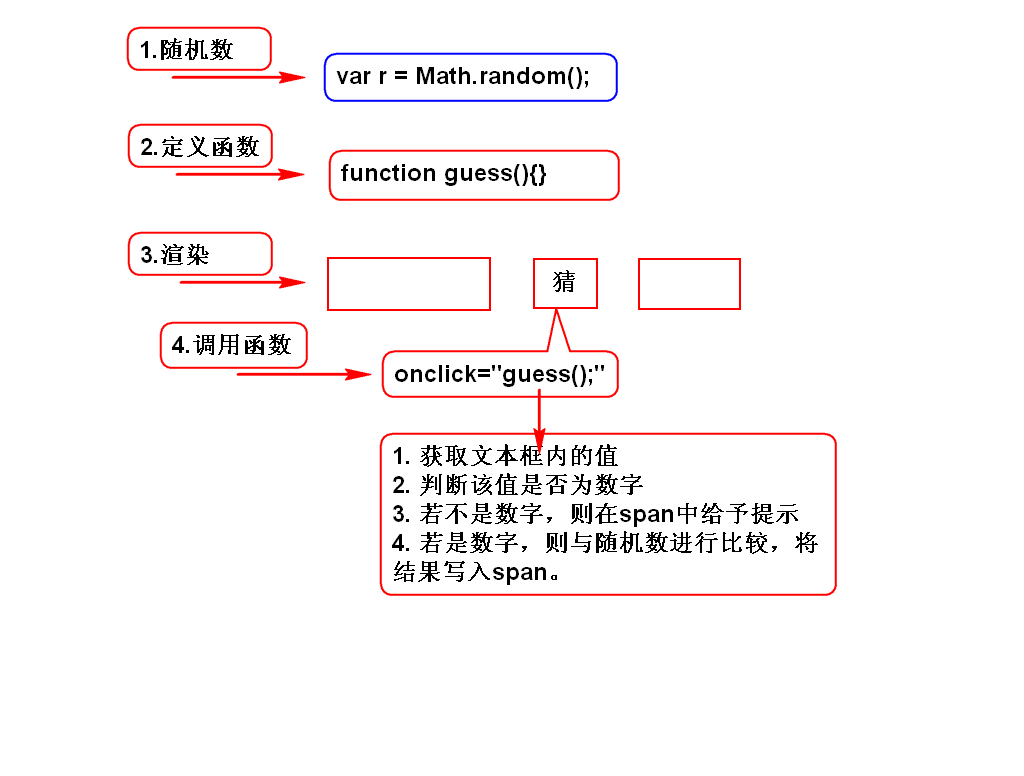 1.随机数
var r = Math.random();
2.定义函数
function guess(){}
3.渲染
猜
4.调用函数
onclick="guess();"
1. 获取文本框内的值
2. 判断该值是否为数字
3. 若不是数字，则在span中给予提示
4. 若是数字，则与随机数进行比较，将
结果写入span。